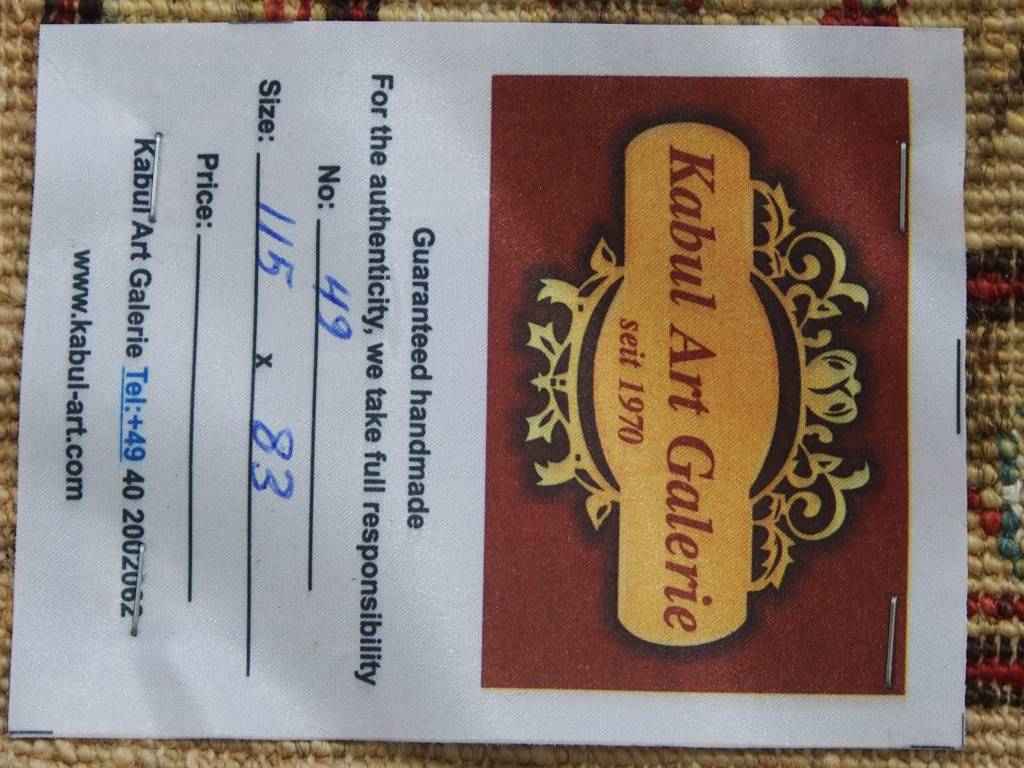 Kabul Art Galerie
seit 1970
Guaranteed handmade
For the authenticity, we take full responsibility
No: 49
Size: 115 x 83
Price:
Kabul Art Galerie Tel:+49 40 2002062
www.kabul-art.com